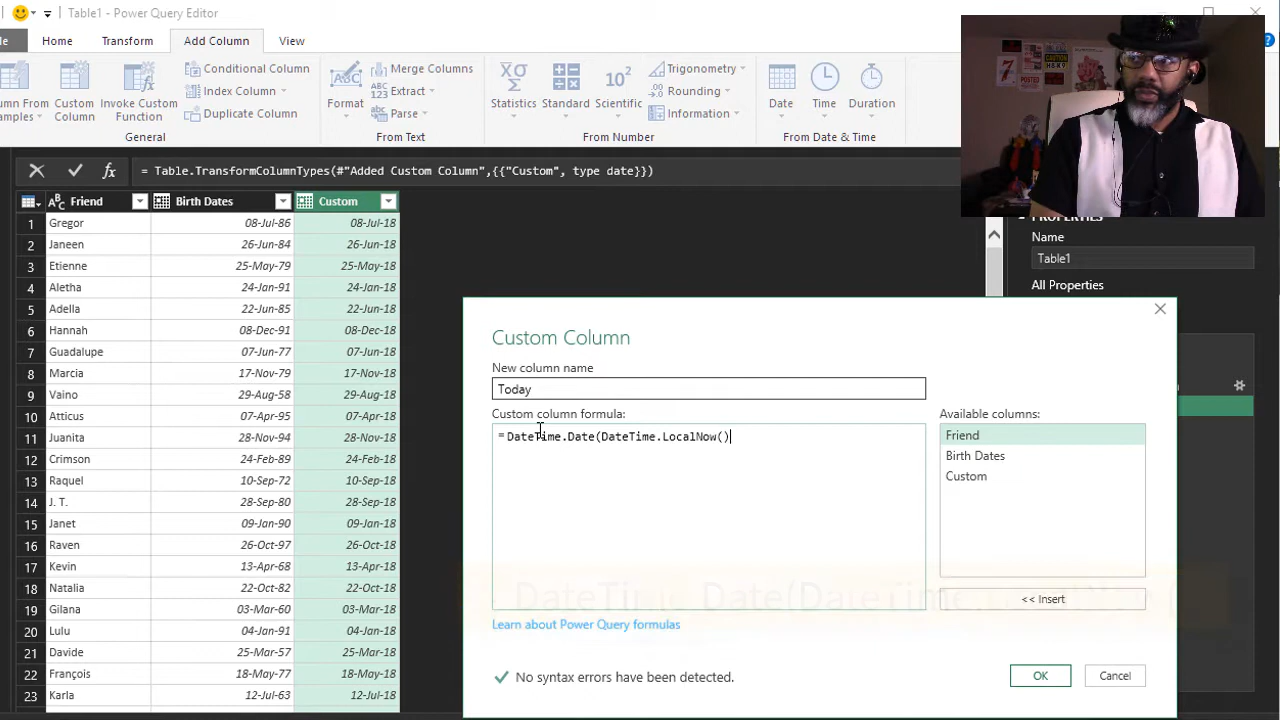 Table1 - Power Query Editor
le Home Transform Add Column View
Conditional Column
Index Column
Duplicate Column
Custom Column
Invoke Custom Function
General
Format
Merge Columns
Extract
Parse
From Text
Statistics Standard Scientific
Trigonometry
Rounding
Information
From Number
Date Time Duration
From Date & Time
= Table.TransformColumnTypes(#"Added Custom Column",{{"Custom", type date}})
PROPERTIES
Name
Table1
All Properties
Friend Birth Dates Custom
1 Gregor 08-Jul-86 08-Jul-18
2 Janeen 26-Jun-84 26-Jun-18
3 Etienne 25-May-79 25-May-18
4 Aletha 24-Jan-91 24-Jan-18
5 Adella 22-Jun-85 22-Jun-18
6 Hannah 08-Dec-91 08-Dec-18
7 Guadalupe 07-Jun-77 07-Jun-18
8 Marcia 17-Nov-79 17-Nov-18
9 Vaino 29-Aug-58 29-Aug-18
10 Atticus 07-Apr-95 07-Apr-18
11 Juanita 28-Nov-94 28-Nov-18
12 Crimson 24-Feb-89 24-Feb-18
13 Raquel 10-Sep-72 10-Sep-18
14 J. T. 28-Sep-80 28-Sep-18
15 Janet 09-Jan-90 09-Jan-18
16 Raven 26-Oct-97 26-Oct-18
17 Kevin 13-Apr-68 13-Apr-18
18 Natalia 22-Oct-82 22-Oct-18
19 Gilana 03-Mar-60 03-Mar-18
20 Lulu 04-Jan-91 04-Jan-18
21 Davide 25-Mar-57 25-Mar-18
22 François 18-May-77 18-May-18
23 Karla 12-Jul-63 12-Jul-18
Custom Column
New column name
Today
Custom column formula:
=DateTime.Date(DateTime.LocalNow()
Available columns:
Friend
Birth Dates
Custom
<< Insert
Learn about Power Query formulas
No syntax errors have been detected.
OK Cancel